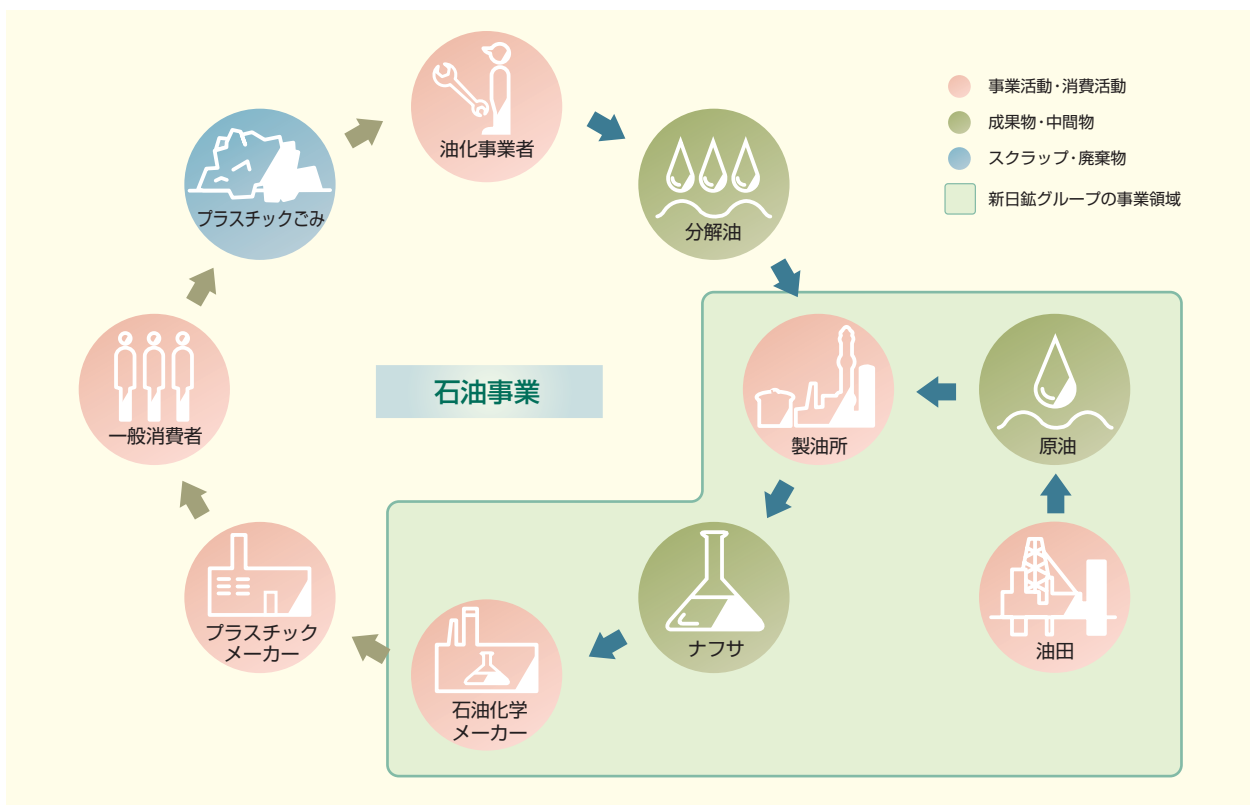 油化事業者
事業活動・消費活動
成果物・中間物
スクラップ・廃棄物
新日鉱グループの事業領域
プラスチックごみ
分解油
一般消費者
石油事業
製油所
原油
プラスチック
メーカー
ナフサ
油田
石油化学
メーカー